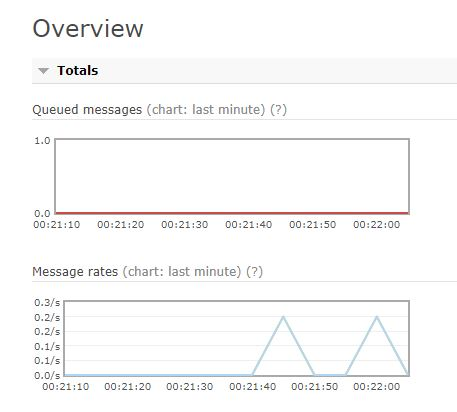 Overview
Totals
Queued messages (chart: last minute) (?)
1.0
0.0
00:21:10 00:21:20 00:21:30 00:21:40 00:21:50 00:22:00
Message rates (chart: last minute) (?)
0.3/s
0.2/s
0.2/s
0.1/s
0.1/s
0.0/s
00:21:10 00:21:20 00:21:30 00:21:40 00:21:50 00:22:00